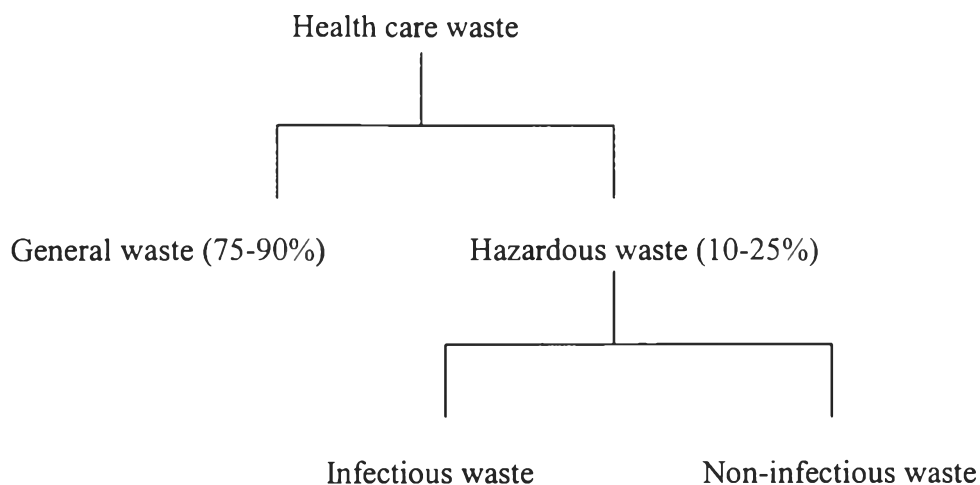 Health care waste
General waste (75-90%)
Hazardous waste (10-25%)
Infectious waste
Non-infectious waste